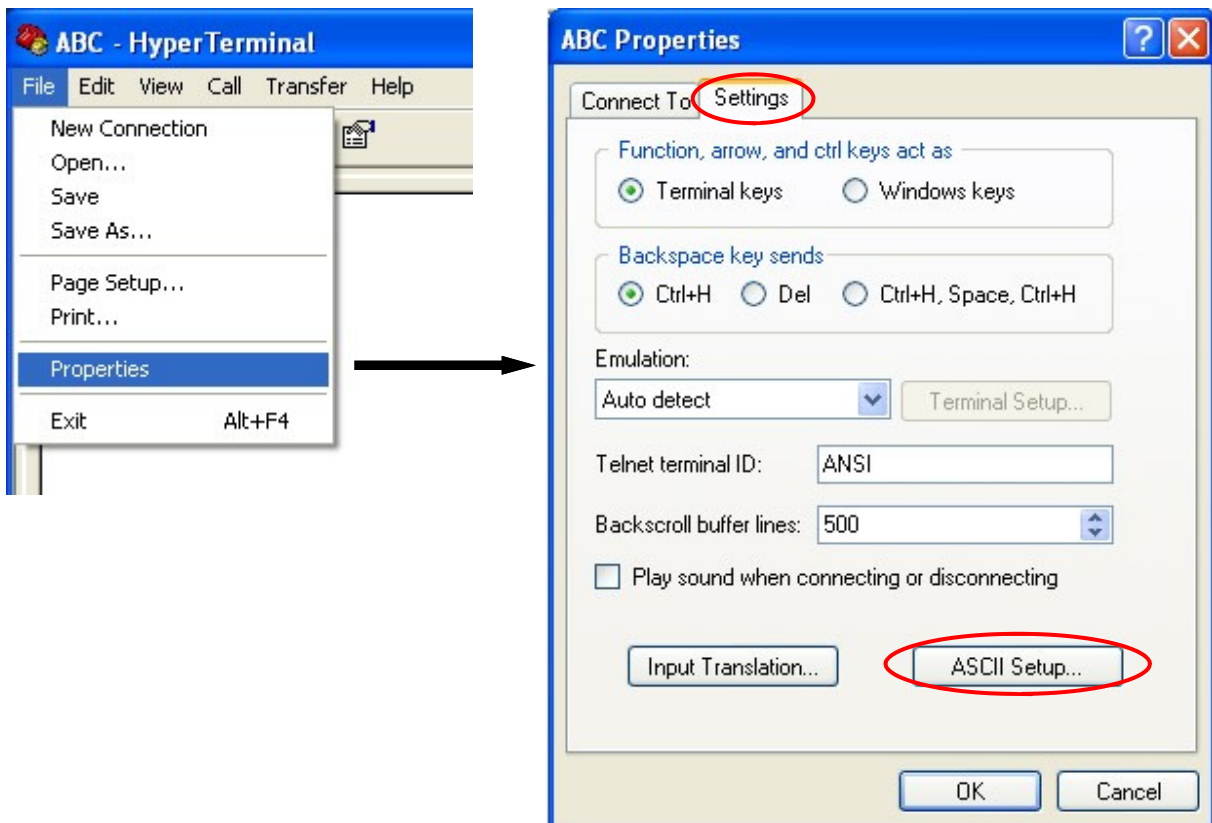 ABC - HyperTerminal
File Edit View Call Transfer Help
New Connection
Open...
Save
Save As...
Page Setup...
Print...
Properties
Exit Alt+F4
ABC Properties
Connect To Settings
Function, arrow, and ctrl keys act as
Terminal keys Windows keys
Backspace key sends
Ctrl+H Del Ctrl+H, Space, Ctrl+H
Emulation:
Auto detect Terminal Setup...
Telnet terminal ID: ANSI
Backscroll buffer lines: 500
Play sound when connecting or disconnecting
Input Translation... ASCII Setup...
OK Cancel